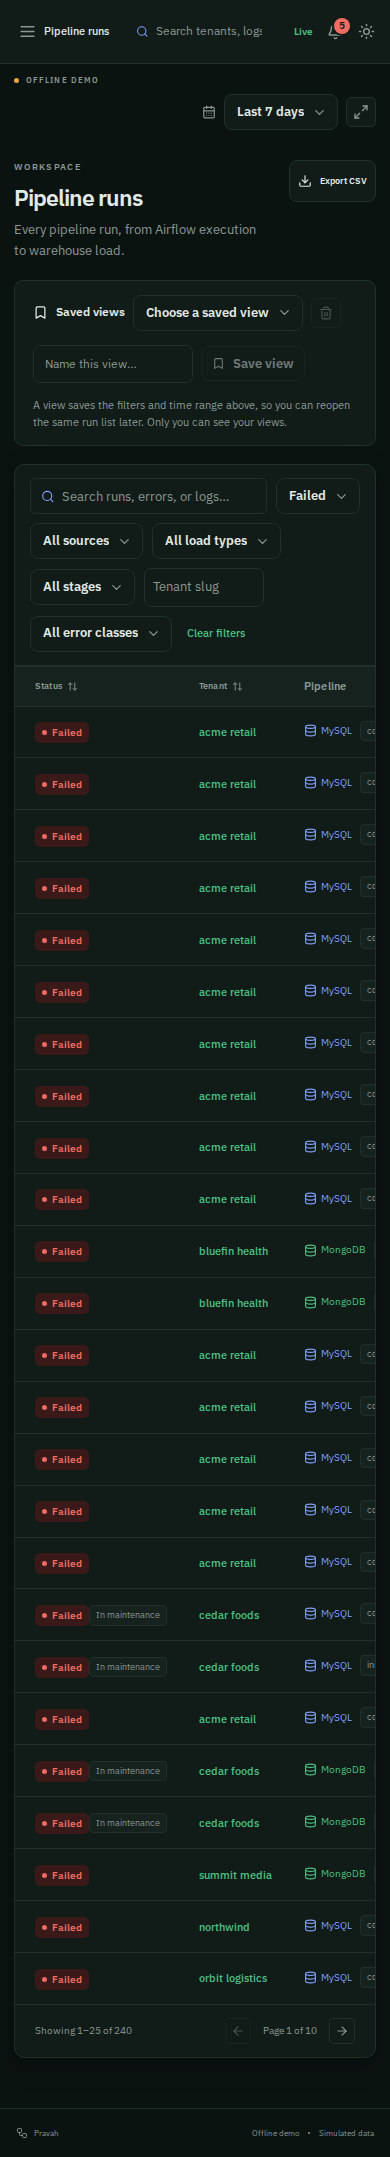 Pipeline runs
Search tenants, logs
Live
5
OFFLINE DEMO
Last 7 days
WORKSPACE
Pipeline runs
Export CSV
Every pipeline run, from Airflow execution
to warehouse load.
Saved views
Choose a saved view
Name this view...
Save view
A view saves the filters and time range above, so you can reopen
the same run list later. Only you can see your views.
Search runs, errors, or logs...
Failed
All sources
All load types
All stages
Tenant slug
All error classes
Clear filters
Status Tenant Pipeline
Failed acme retail MySQL
Failed acme retail MySQL
Failed acme retail MySQL
Failed acme retail MySQL
Failed acme retail MySQL
Failed acme retail MySQL
Failed acme retail MySQL
Failed acme retail MySQL
Failed acme retail MySQL
Failed acme retail MySQL
Failed bluefin health MongoDB
Failed bluefin health MongoDB
Failed acme retail MySQL
Failed acme retail MySQL
Failed acme retail MySQL
Failed acme retail MySQL
Failed acme retail MySQL
Failed In maintenance cedar foods MySQL
Failed In maintenance cedar foods MySQL
Failed acme retail MySQL
Failed In maintenance cedar foods MongoDB
Failed In maintenance cedar foods MongoDB
Failed summit media MongoDB
Failed northwind MySQL
Failed orbit logistics MySQL
Showing 1–25 of 240
Page 1 of 10
Pravah
Offline demo • Simulated data